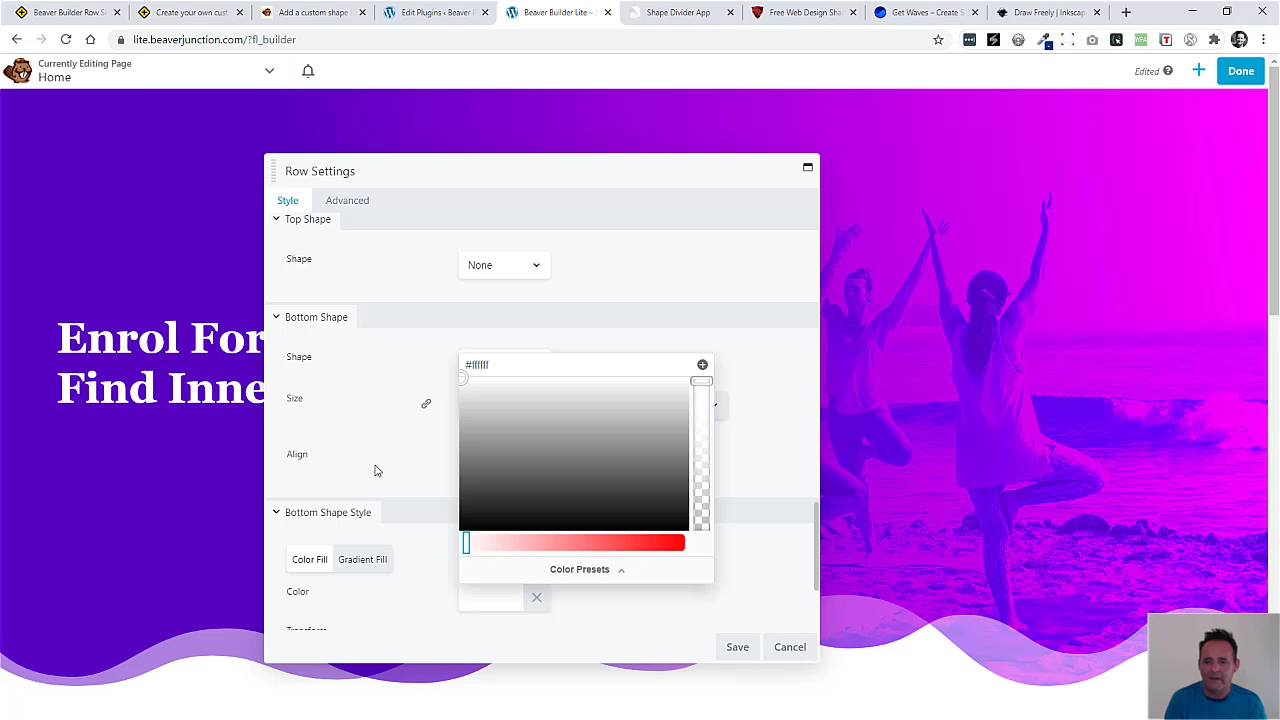 Beaver Builder Row S
Create your own cust
Add a custom shape
Edit Plugins ‹ Beaver
Beaver Builder Lite –
Shape Divider App
Free Web Design Sha
Get Waves – Create S
Draw Freely | Inkscap
lite.beaverjunction.com/?fl_builder
Currently Editing Page
Home
Edited
Done
Enrol For
Find Inne
Row Settings
Style
Advanced
Top Shape
Shape
None
Bottom Shape
Shape
#ffffff
Size
Align
Bottom Shape Style
Color Fill
Gradient Fill
Color Presets
Color
Transform
Save
Cancel